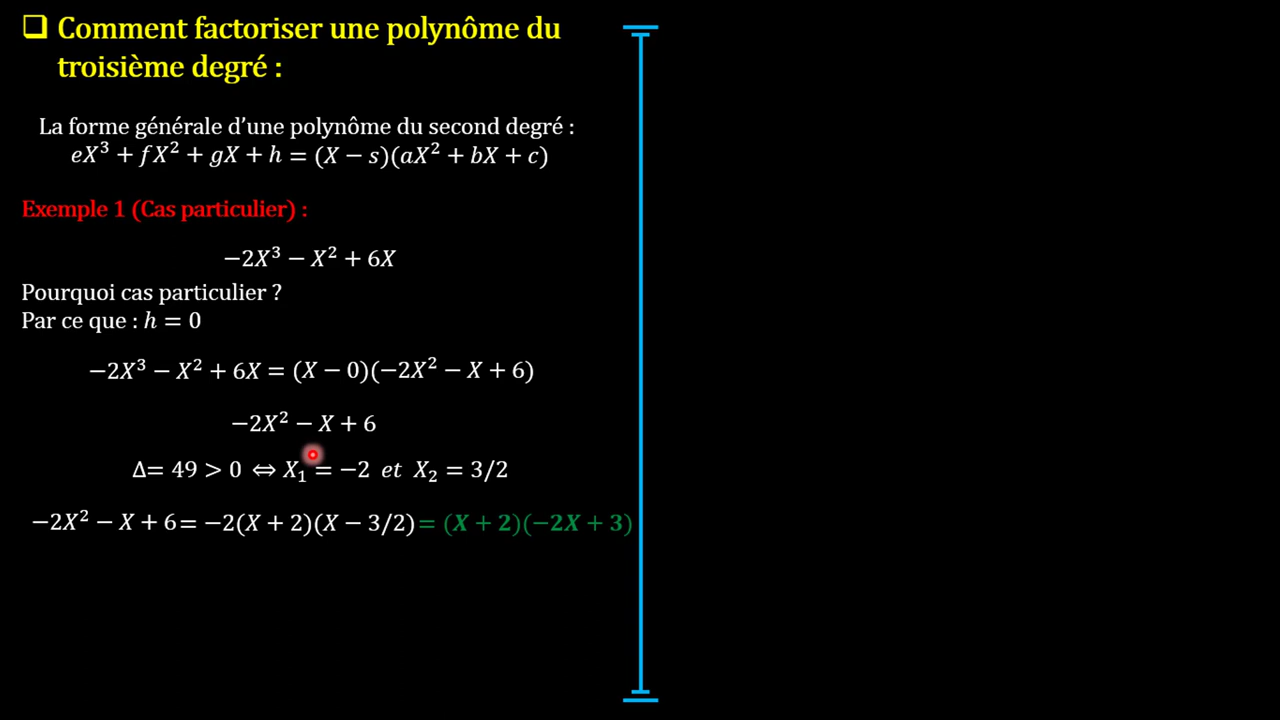 ❑ Comment factoriser une polynôme du
troisième degré :
La forme générale d’une polynôme du second degré :
eX³ + fX² + gX + h = (X − s)(aX² + bX + c)
Exemple 1 (Cas particulier) :
−2X³ − X² + 6X
Pourquoi cas particulier ?
Par ce que : h = 0
−2X³ − X² + 6X = (X − 0)(−2X² − X + 6)
−2X² − X + 6
Δ= 49 > 0 ⇔ X₁ = −2 et X₂ = 3/2
−2X² − X + 6 = −2(X + 2)(X − 3/2) = (X + 2)(−2X + 3)